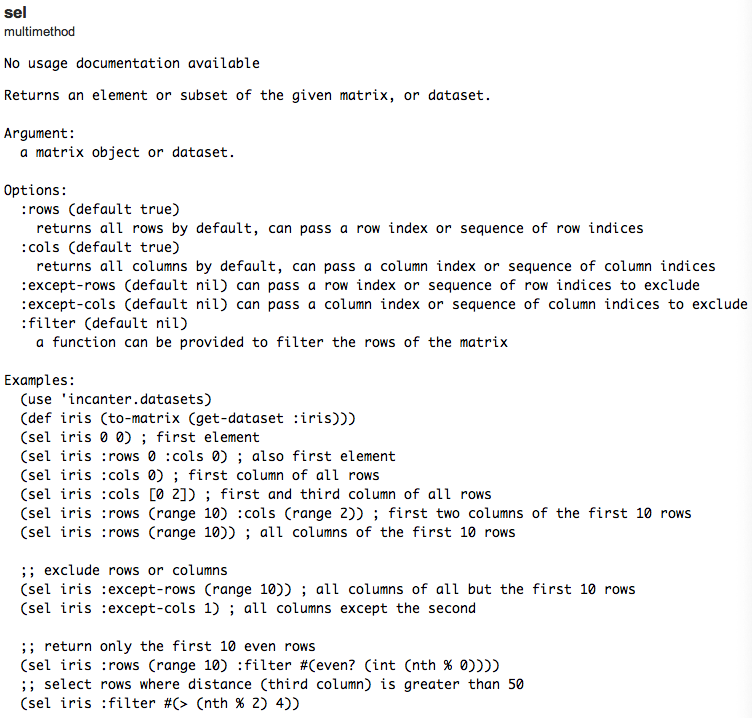 sel
multimethod
No usage documentation available
Returns an element or subset of the given matrix, or dataset.
Argument:
a matrix object or dataset.
Options:
:rows (default true)
returns all rows by default, can pass a row index or sequence of row indices
:cols (default true)
returns all columns by default, can pass a column index or sequence of column indices
:except-rows (default nil) can pass a row index or sequence of row indices to exclude
:except-cols (default nil) can pass a column index or sequence of column indices to exclude
:filter (default nil)
a function can be provided to filter the rows of the matrix
Examples:
(use 'incanter.datasets)
(def iris (to-matrix (get-dataset :iris)))
(sel iris 0 0) ; first element
(sel iris :rows 0 :cols 0) ; also first element
(sel iris :cols 0) ; first column of all rows
(sel iris :cols [0 2]) ; first and third column of all rows
(sel iris :rows (range 10) :cols (range 2)) ; first two columns of the first 10 rows
(sel iris :rows (range 10)) ; all columns of the first 10 rows
;; exclude rows or columns
(sel iris :except-rows (range 10)) ; all columns of all but the first 10 rows
(sel iris :except-cols 1) ; all columns except the second
;; return only the first 10 even rows
(sel iris :rows (range 10) :filter #(even? (int (nth % 0))))
;; select rows where distance (third column) is greater than 50
(sel iris :filter #(> (nth % 2) 4))